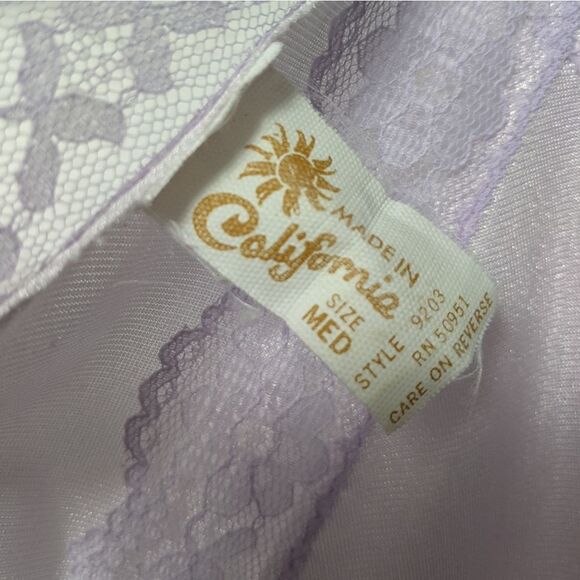 MADE IN
California
SIZE
MED
STYLE 9203
RN 50951
CARE ON REVERSE